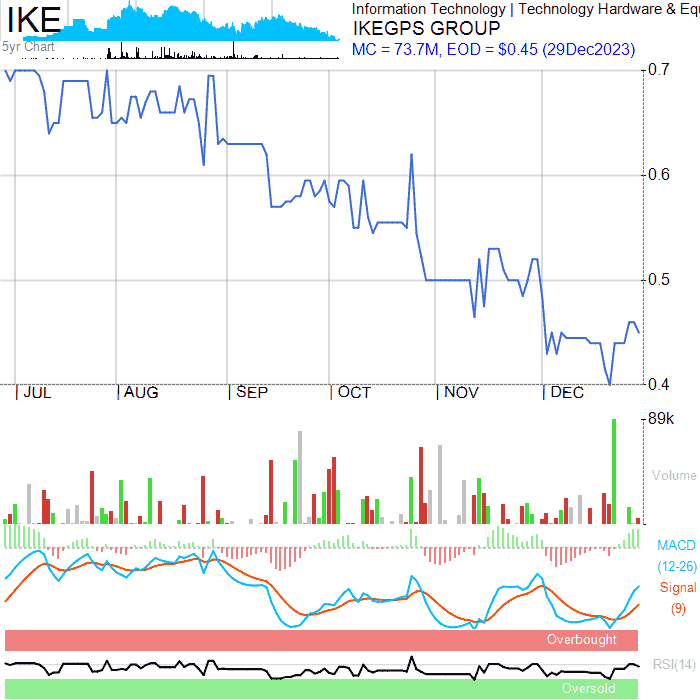 IKE
5yr Chart
Information Technology | Technology Hardware & Equ
IKEGPS GROUP
MC = 73.7M, EOD = $0.45 (29Dec2023)
0.7
0.6
0.5
0.4
JUL AUG SEP OCT NOV DEC
89k
Volume
MACD
(12-26)
Signal
(9)
Overbought
RSI(14)
Oversold